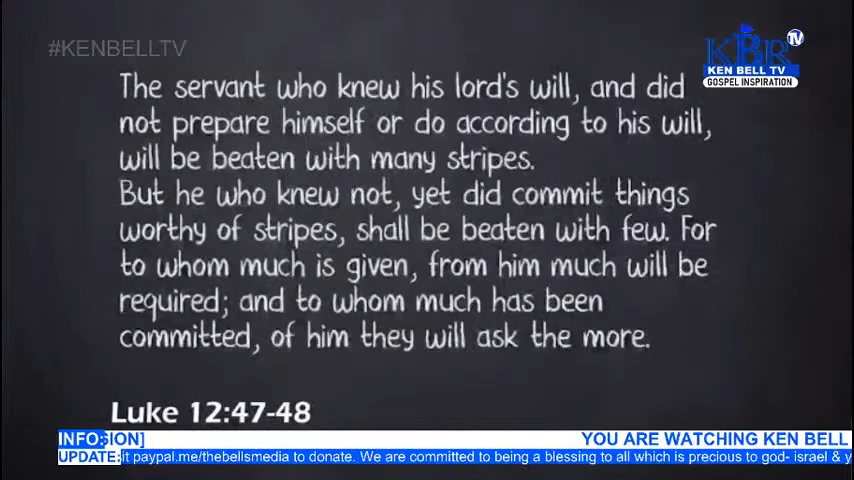 #KENBELLTV
KBR TV
KEN BELL TV
GOSPEL INSPIRATION
The servant who knew his lord's will, and did
not prepare himself or do according to his will,
will be beaten with many stripes.
But he who knew not, yet did commit things
worthy of stripes, shall be beaten with few. For
to whom much is given, from him much will be
required; and to whom much has been
committed, of him they will ask the more.
Luke 12:47-48
INFO: SION] YOU ARE WATCHING KEN BELL
UPDATE: it paypal.me/thebellsmedia to donate. We are committed to being a blessing to all which is precious to god- israel & y